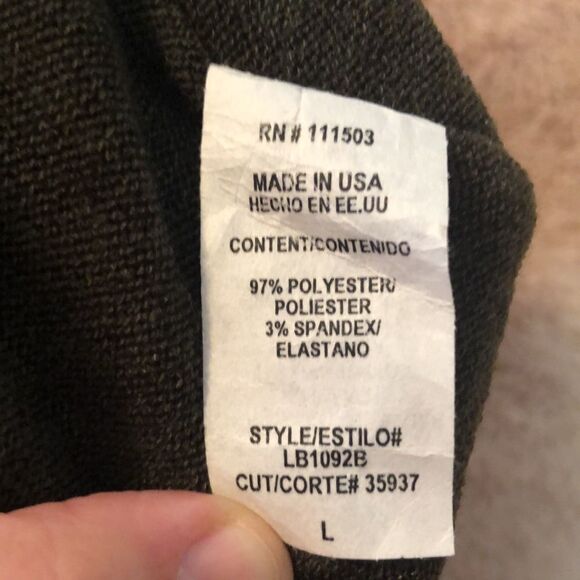 RN # 111503
MADE IN USA
HECHO EN EE.UU
CONTENT/CONTENIDO
97% POLYESTER/
POLIESTER
3% SPANDEX/
ELASTANO
STYLE/ESTILO#
LB1092B
CUT/CORTE# 35937
L